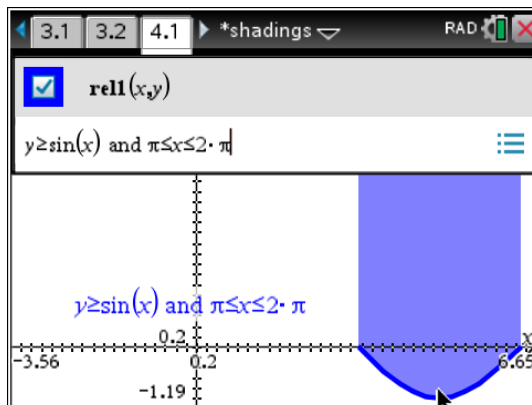 3.1 3.2 4.1 *shadings RAD
rel1(x,y)
y≥sin(x) and π≤x≤2· π
y≥sin(x) and π≤x≤2· π
0.2 x
-3.56 0.2 6.65
-1.19